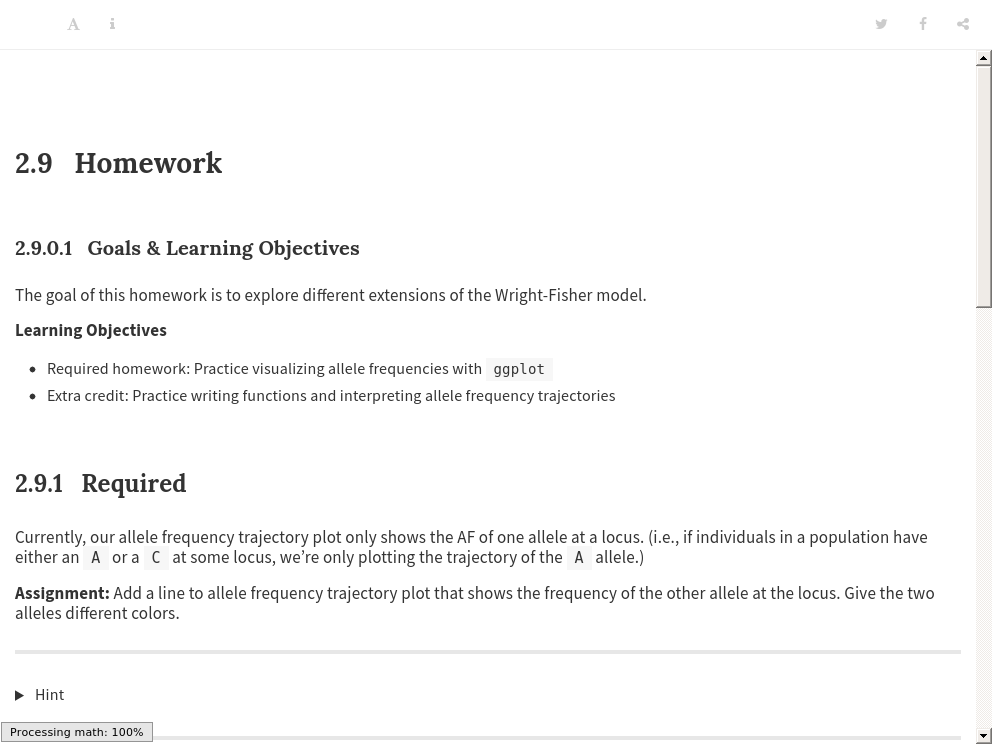 2.9 Homework
2.9.0.1 Goals & Learning Objectives
The goal of this homework is to explore different extensions of the Wright-Fisher model.
Learning Objectives
• Required homework: Practice visualizing allele frequencies with ggplot
• Extra credit: Practice writing functions and interpreting allele frequency trajectories
2.9.1 Required
Currently, our allele frequency trajectory plot only shows the AF of one allele at a locus. (i.e., if individuals in a population have
either an A or a C at some locus, we’re only plotting the trajectory of the A allele.)
Assignment: Add a line to allele frequency trajectory plot that shows the frequency of the other allele at the locus. Give the two
alleles different colors.
Hint
Processing math: 100%